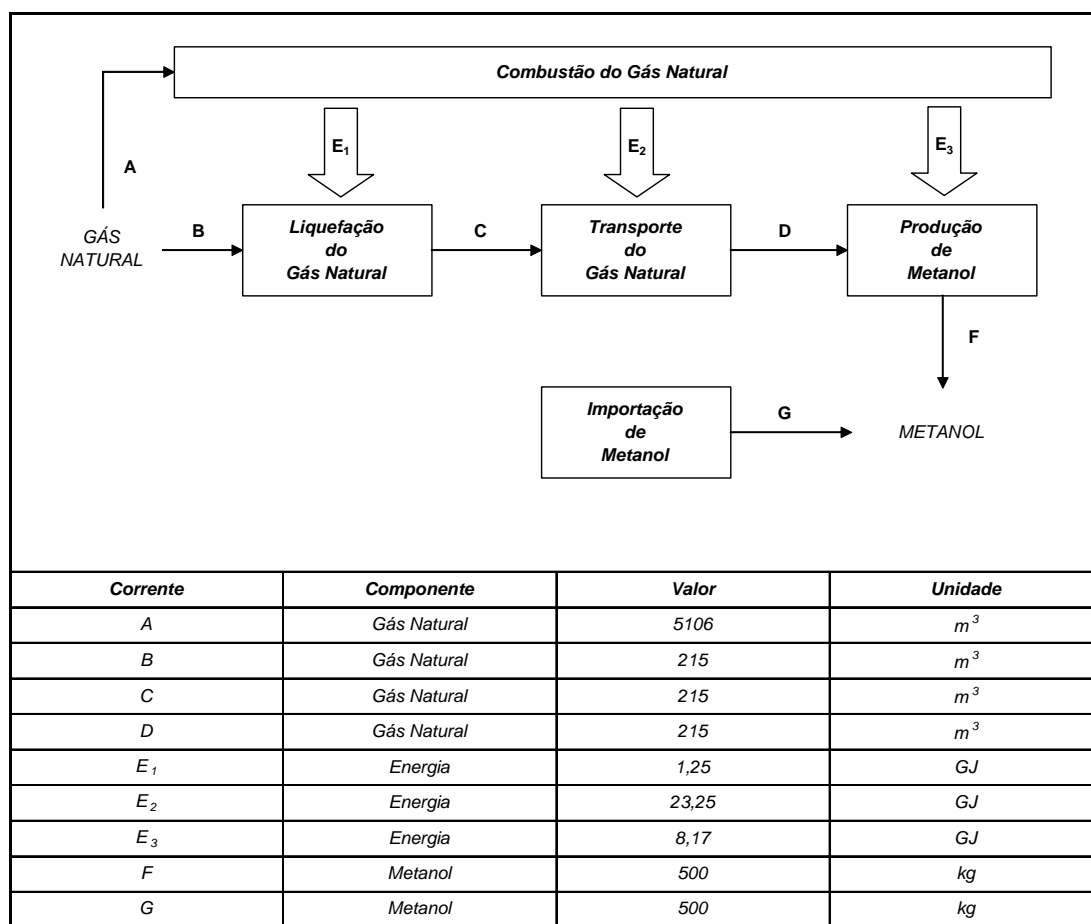 Combustão do Gás Natural
E1
E2
E3
A
GÁS
NATURAL
B
Liquefação
do
Gás Natural
C
Transporte
do
Gás Natural
D
Produção
de
Metanol
F
Importação
de
Metanol
G
METANOL
Corrente Componente Valor Unidade
A Gás Natural 5106 m³
B Gás Natural 215 m³
C Gás Natural 215 m³
D Gás Natural 215 m³
E1 Energia 1,25 GJ
E2 Energia 23,25 GJ
E3 Energia 8,17 GJ
F Metanol 500 kg
G Metanol 500 kg